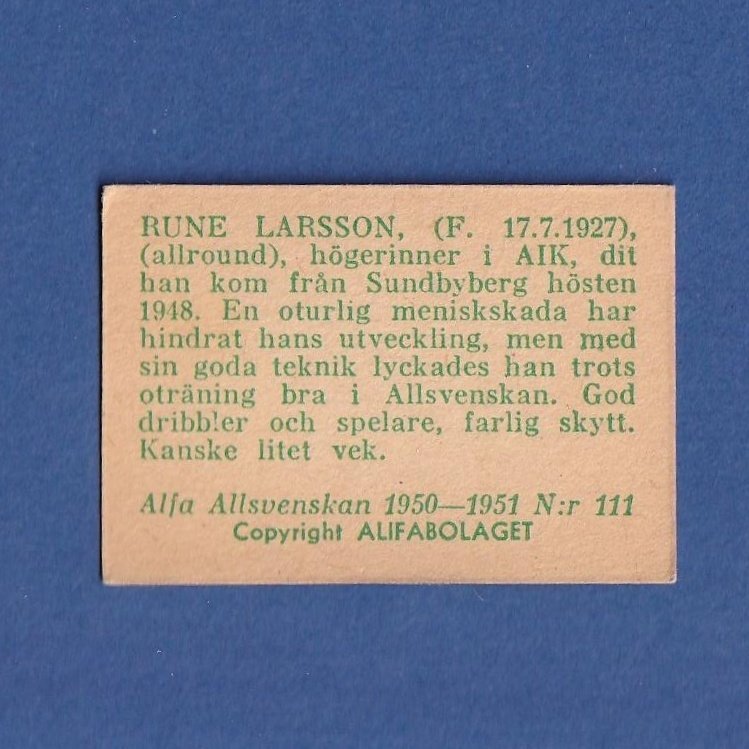 RUNE LARSSON, (F. 17.7.1927),
(allround), högerinner i AIK, dit
han kom från Sundbyberg hösten
1948. En oturlig meniskskada har
hindrat hans utveckling, men med
sin goda teknik lyckades han trots
oträning bra i Allsvenskan. God
dribbler och spelare, farlig skytt.
Kanske litet vek.
Alfa Allsvenskan 1950—1951 N:r 111
Copyright ALIFABOLAGET